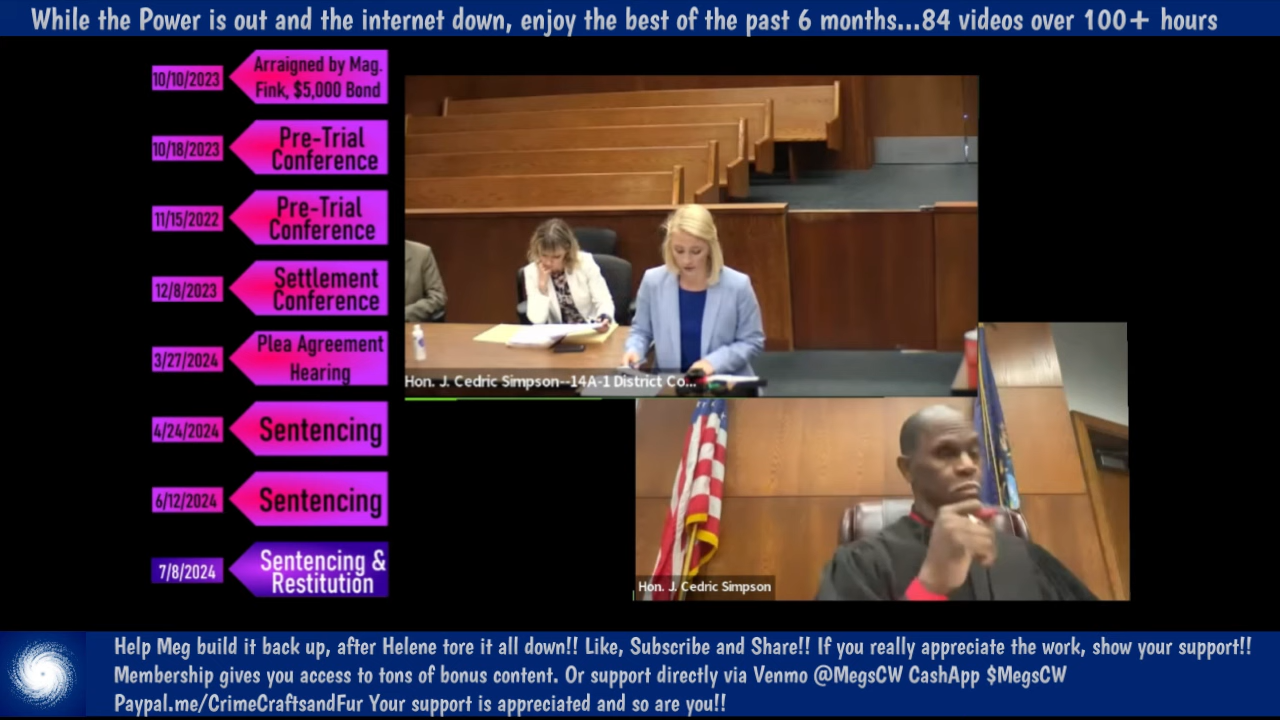 While the Power is out and the internet down, enjoy the best of the past 6 months...84 videos over 100+ hours
10/10/2023
Arraigned by Mag.
Fink, $5,000 Bond
10/18/2023
Pre-Trial
Conference
11/15/2022
Pre-Trial
Conference
12/8/2023
Settlement
Conference
3/27/2024
Plea Agreement
Hearing
4/24/2024
Sentencing
6/12/2024
Sentencing
7/8/2024
Sentencing &
Restitution
Hon. J. Cedric Simpson--14A-1 District Co...
Hon. J. Cedric Simpson
Help Meg build it back up, after Helene tore it all down!! Like, Subscribe and Share!! If you really appreciate the work, show your support!!
Membership gives you access to tons of bonus content. Or support directly via Venmo @MegsCW CashApp $MegsCW
Paypal.me/CrimeCraftsandFur Your support is appreciated and so are you!!